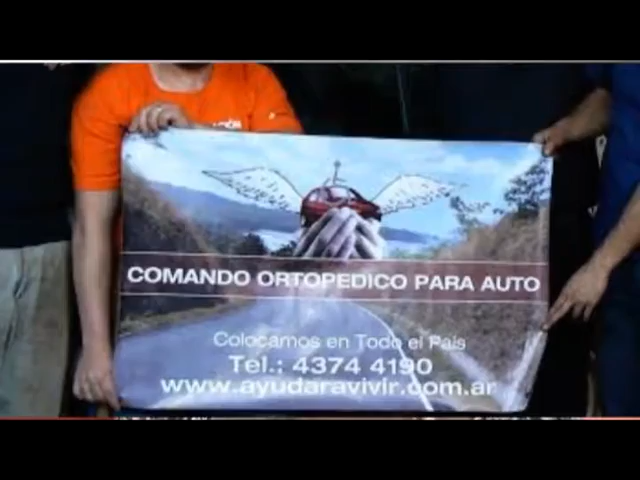 COMANDO ORTOPEDICO PARA AUTO
Colocamos en Todo el País
Tel.: 4374 4190
www.ayudaravivir.com.ar